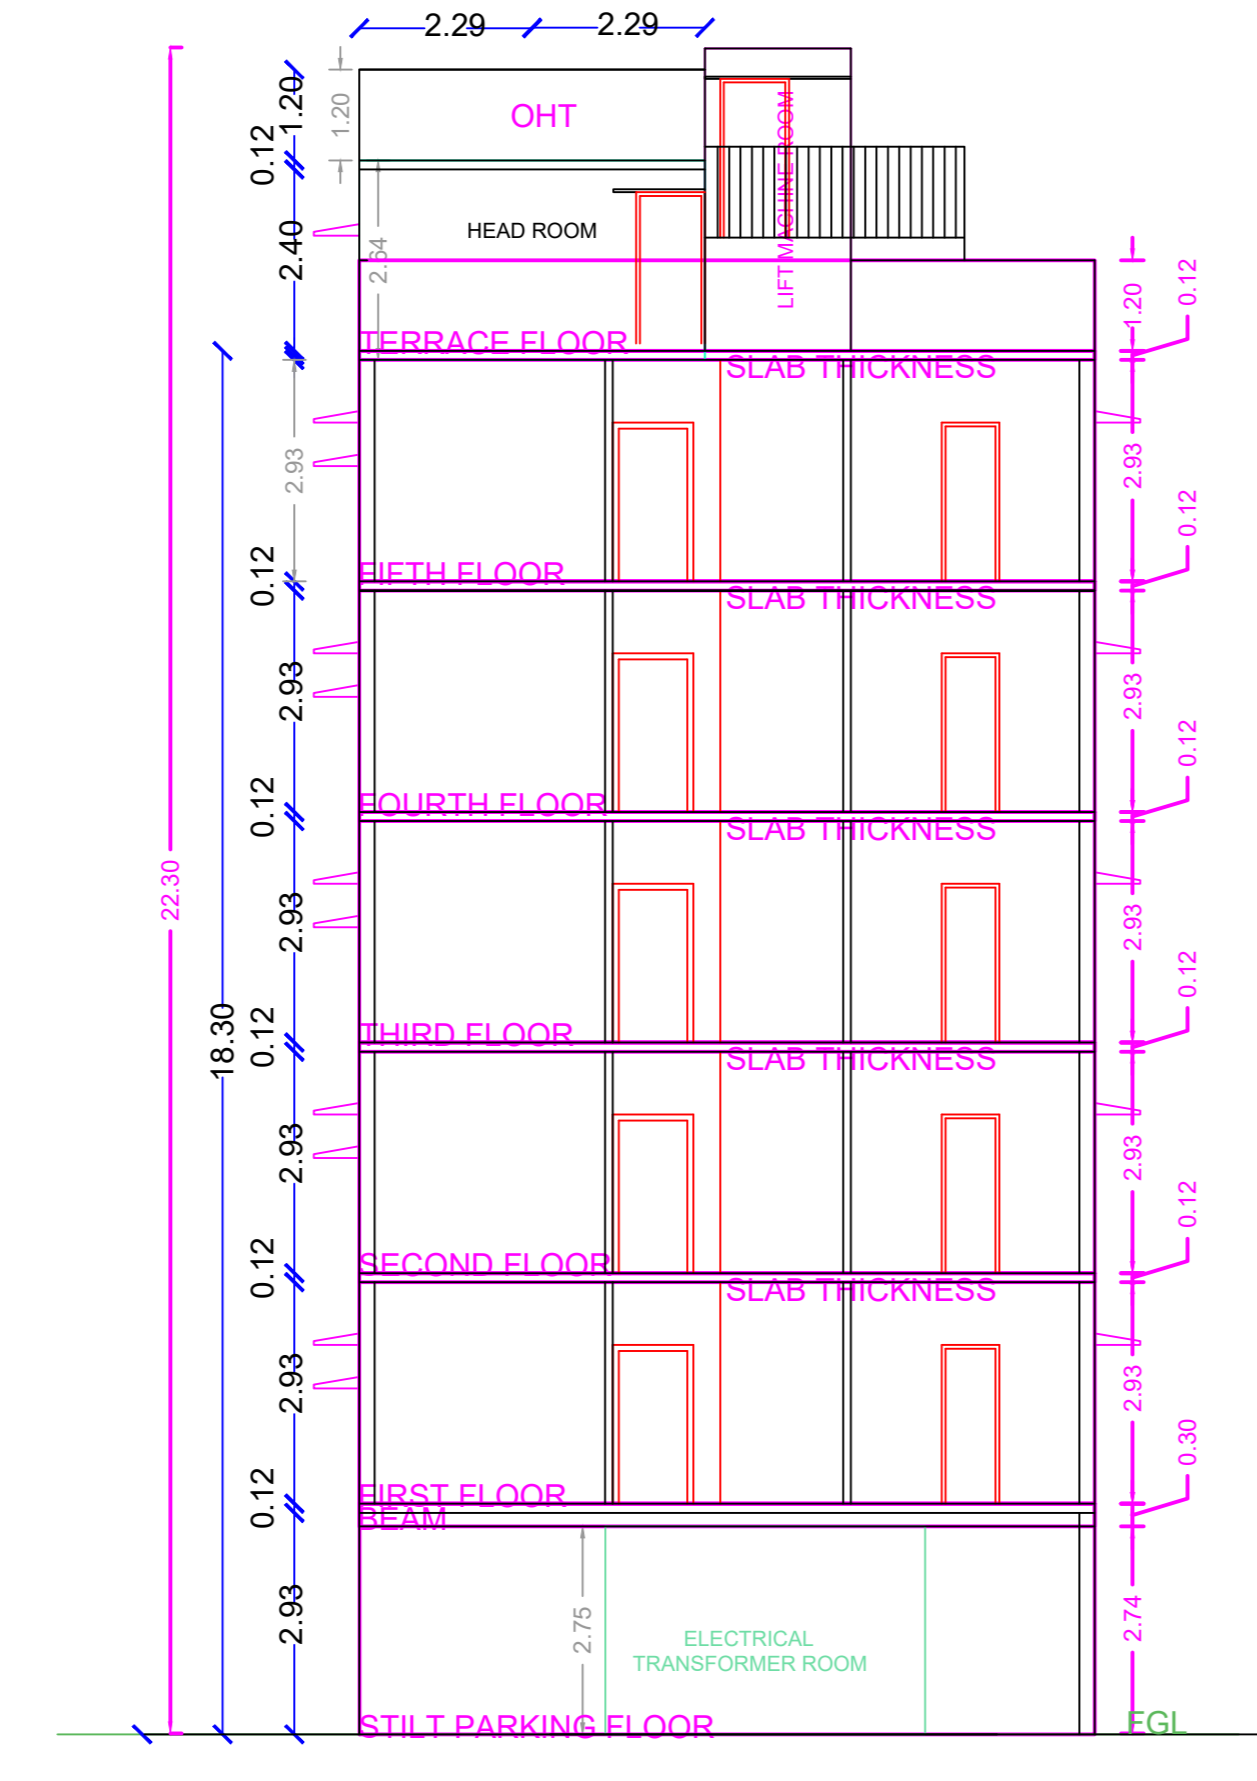 2.29
2.29
1.20
1.20
OHT
0.12
LIFT MACHINE ROOM
HEAD ROOM
2.40
2.64
1.20
0.12
TERRACE FLOOR
SLAB THICKNESS
2.93
2.93
0.12
0.12
FIFTH FLOOR
SLAB THICKNESS
2.93
2.93
0.12
0.12
FOURTH FLOOR
SLAB THICKNESS
22.30
2.93
2.93
0.12
18.30
0.12
THIRD FLOOR
SLAB THICKNESS
2.93
2.93
0.12
0.12
SECOND FLOOR
SLAB THICKNESS
2.93
2.93
0.30
0.12
FIRST FLOOR
BEAM
2.93
2.75
2.74
ELECTRICAL
TRANSFORMER ROOM
STILT PARKING FLOOR
EGL